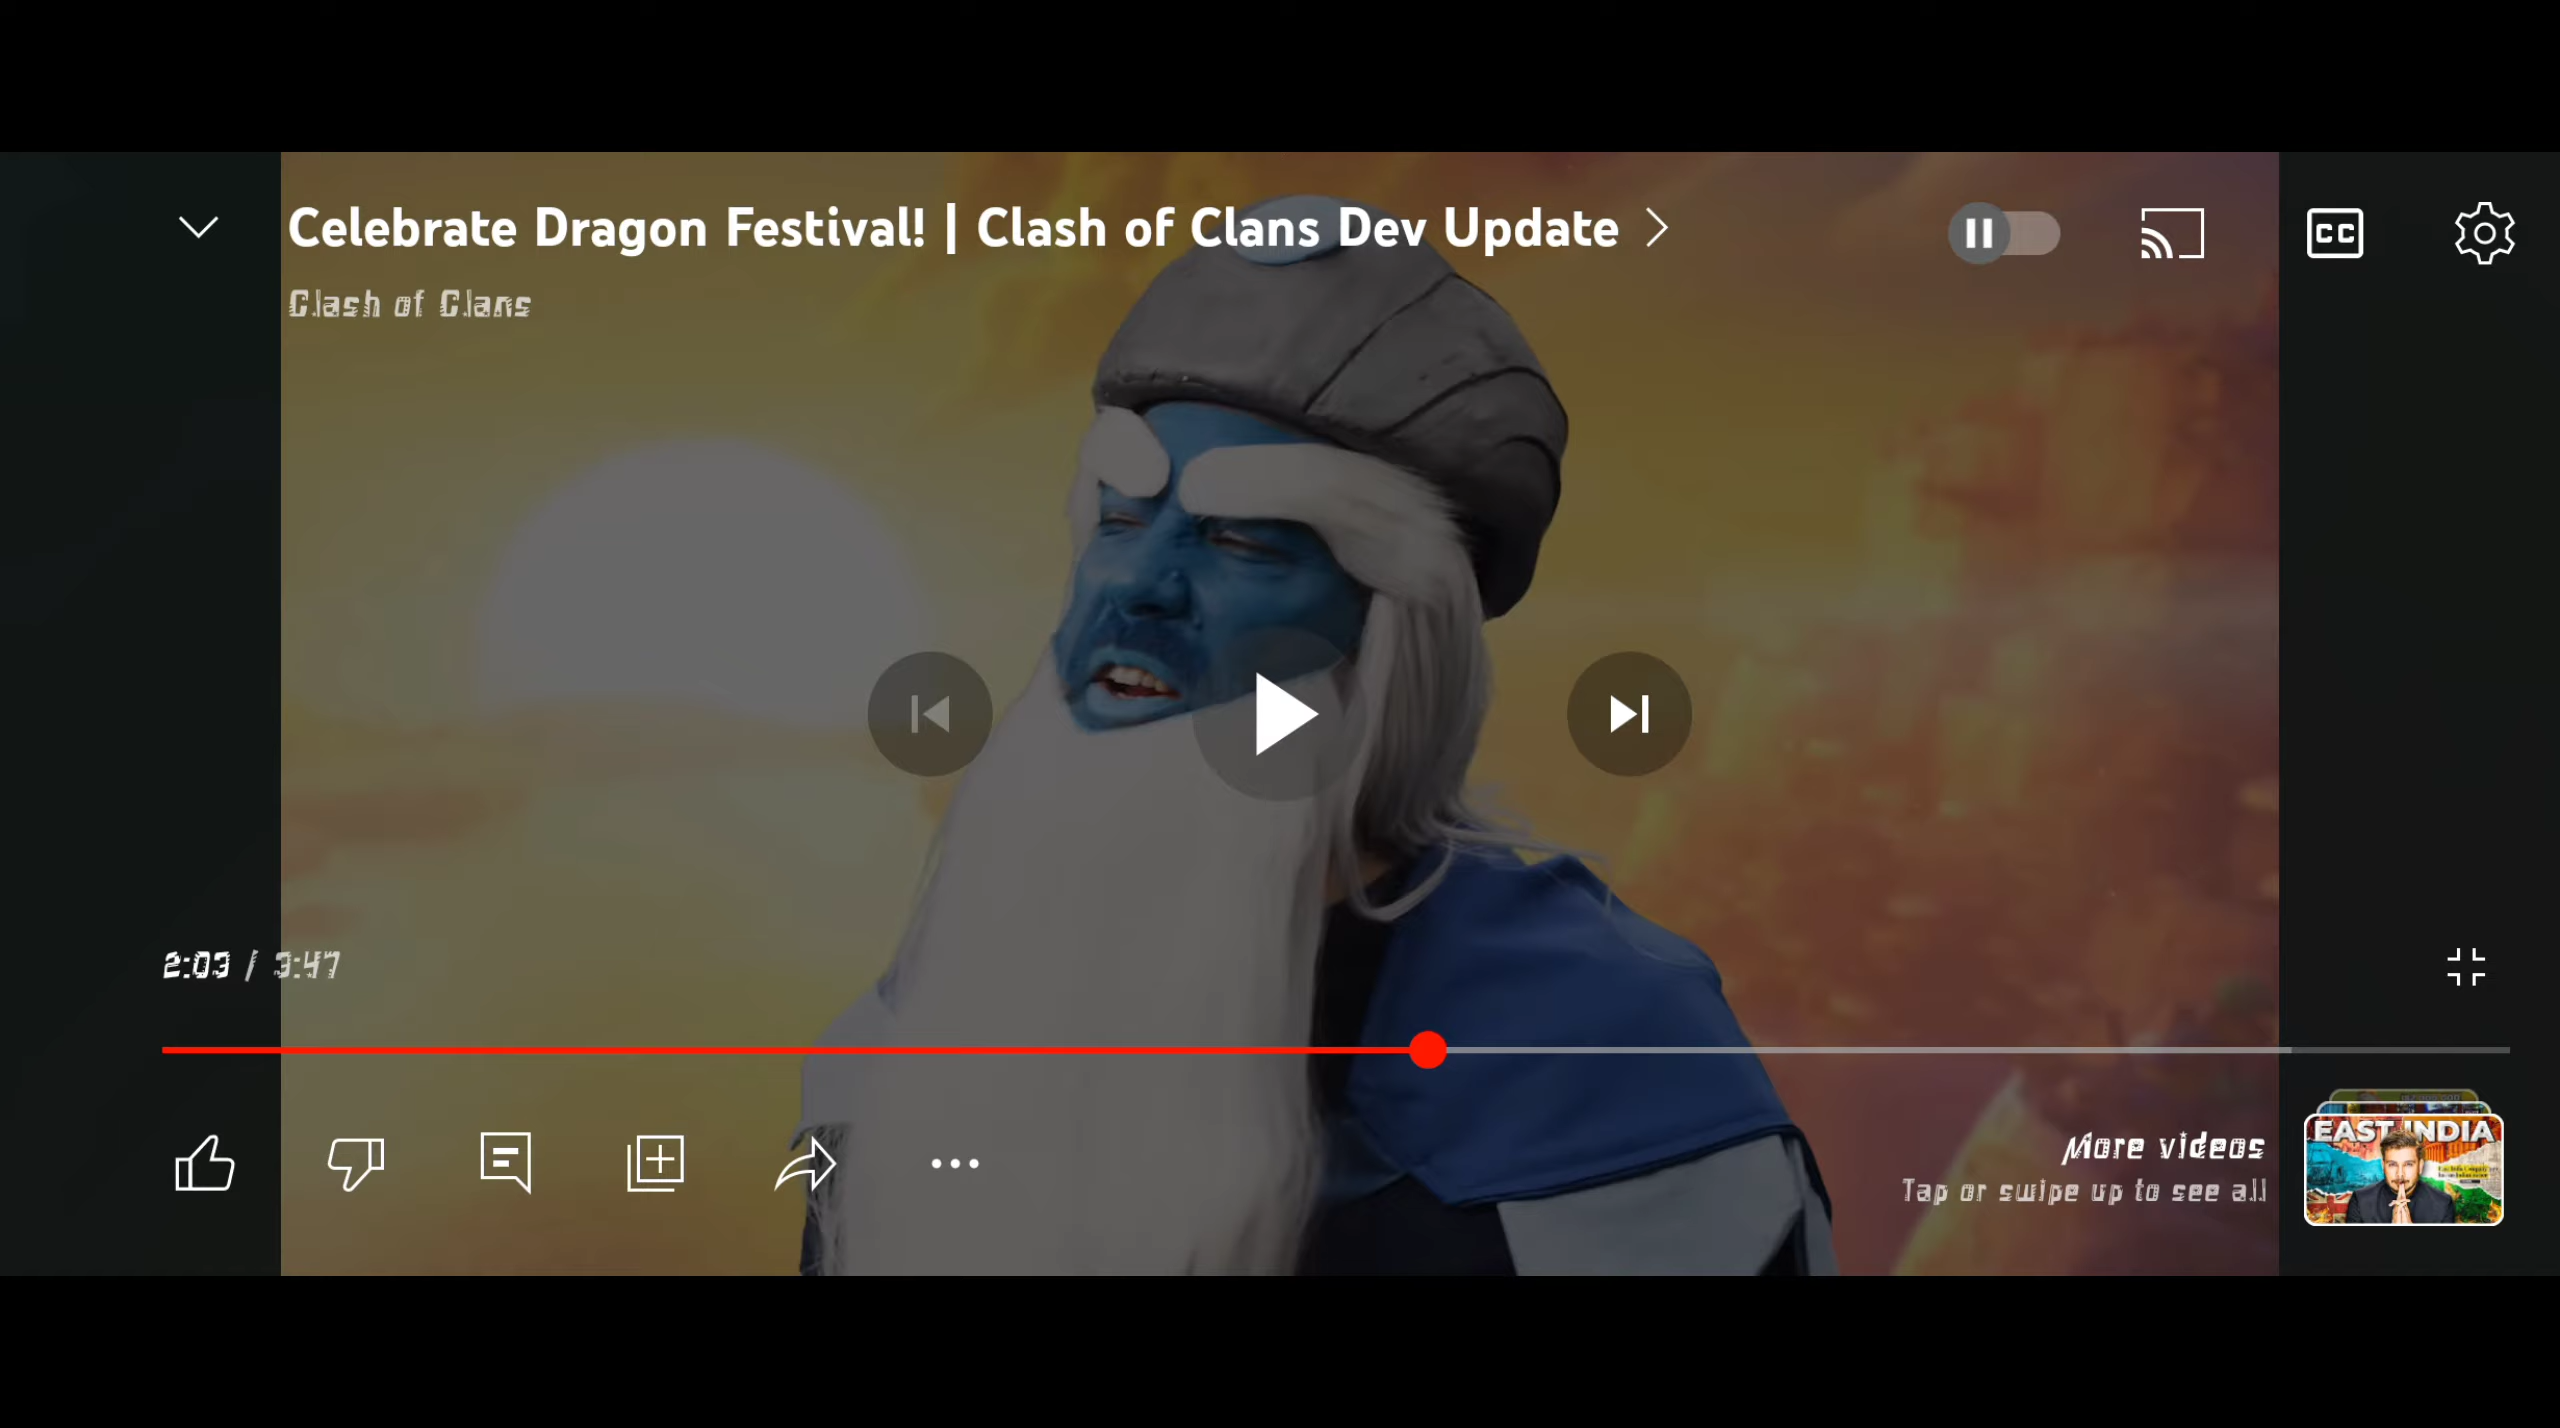 Celebrate Dragon Festival! | Clash of Clans Dev Update
CC
Clash of Clans
2:03 / 3:47
More videos
Tap or swipe up to see all
EAST INDIA